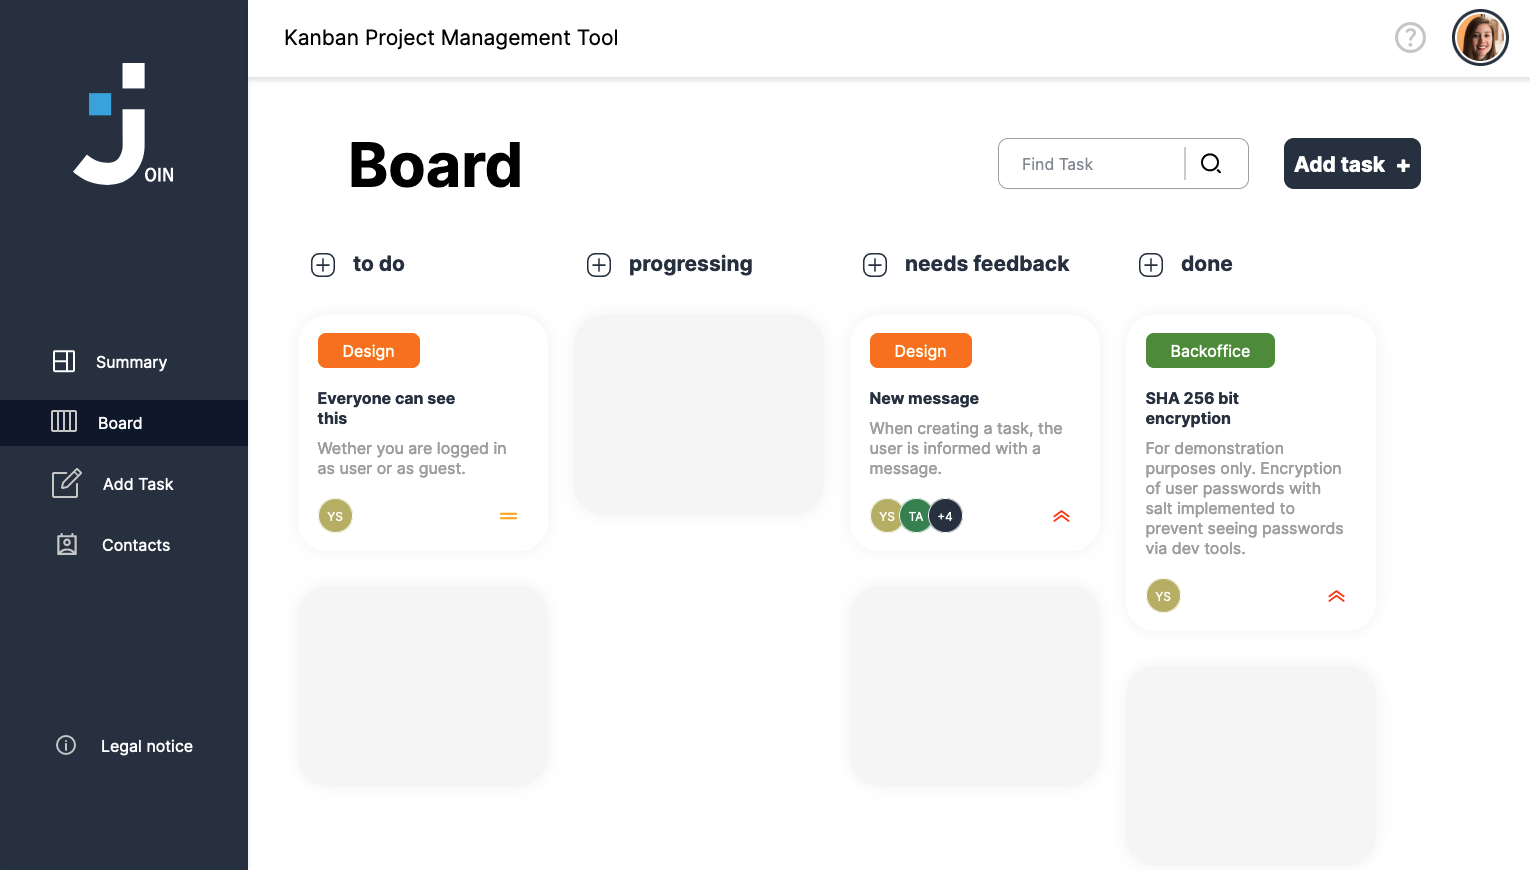 Kanban Project Management Tool
?
JOIN
Board
Find Task
Add task +
Summary
Board
Add Task
Contacts
Legal notice
to do
Design
Everyone can see
this
Wether you are logged in
as user or as guest.
YS
progressing
needs feedback
Design
New message
When creating a task, the
user is informed with a
message.
YS TA +4
done
Backoffice
SHA 256 bit
encryption
For demonstration
purposes only. Encryption
of user passwords with
salt implemented to
prevent seeing passwords
via dev tools.
YS